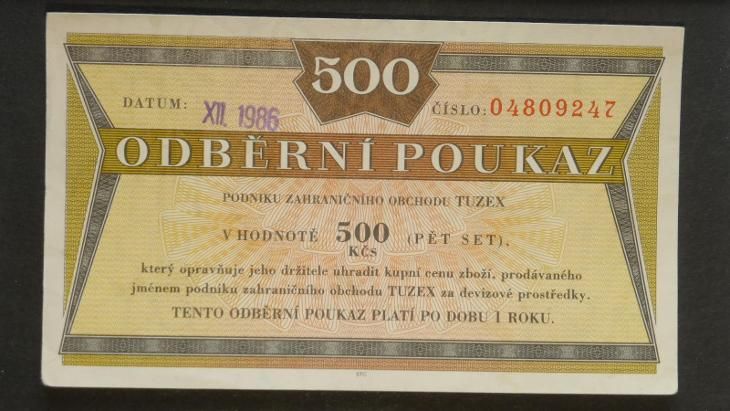 500
DATUM: XII. 1986
ČÍSLO: 04809247
ODBĚRNÍ POUKAZ
PODNIKU ZAHRANIČNÍHO OBCHODU TUZEX
V HODNOTĚ 500 (PĚT SET),
KČS
který opravňuje jeho držitele uhradit kupní cenu zboží, prodávaného
jménem podniku zahraničního obchodu TUZEX za devizové prostředky.
TENTO ODBĚRNÍ POUKAZ PLATÍ PO DOBU 1 ROKU.